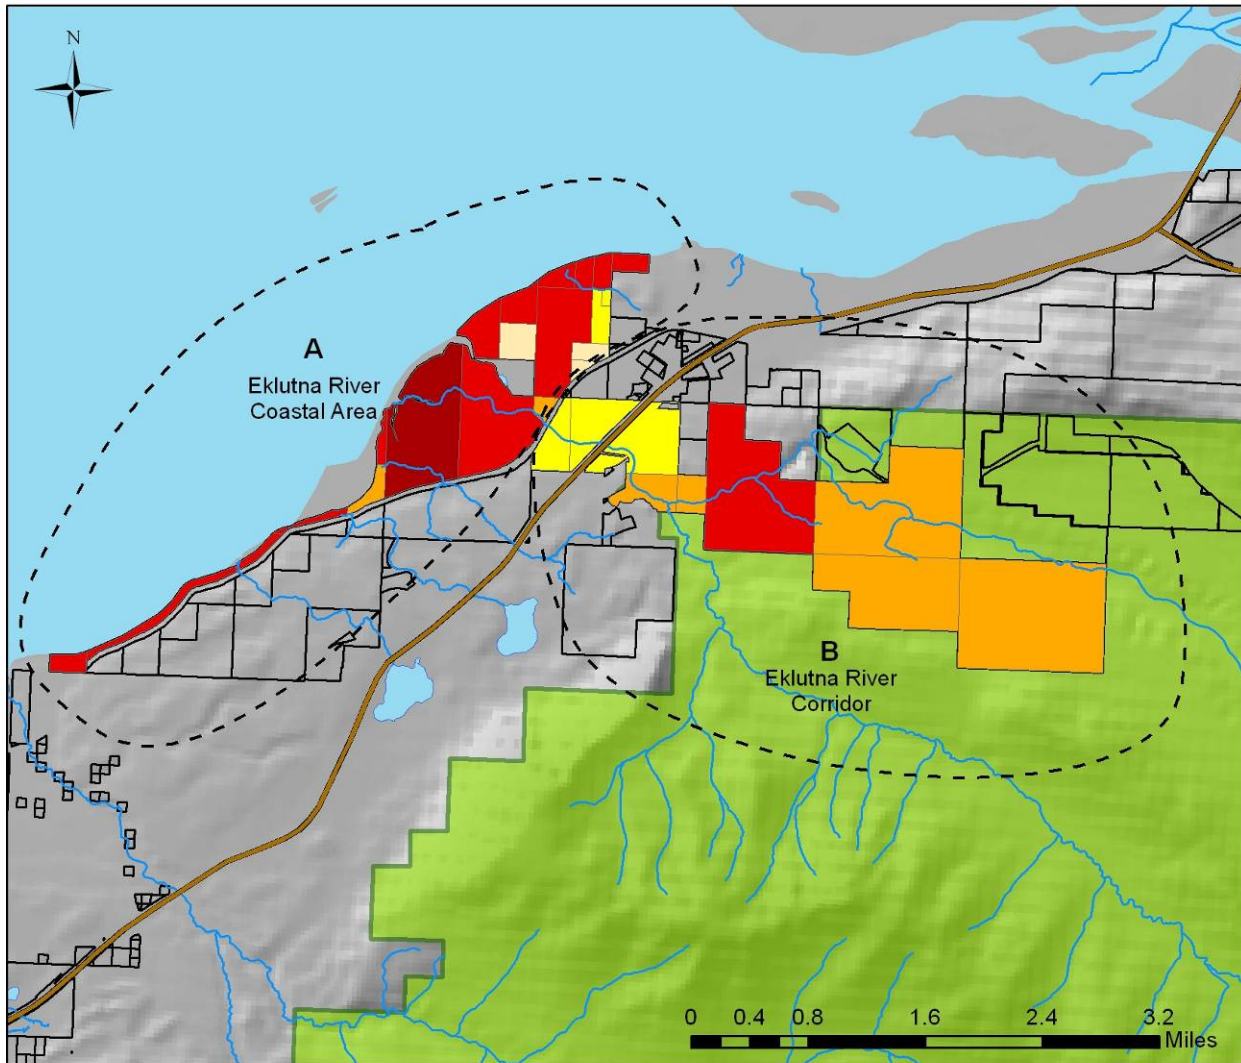 N
A
Eklutna River
Coastal Area
B
Eklutna River
Corridor
0 0.4 0.8 1.6 2.4 3.2
Miles